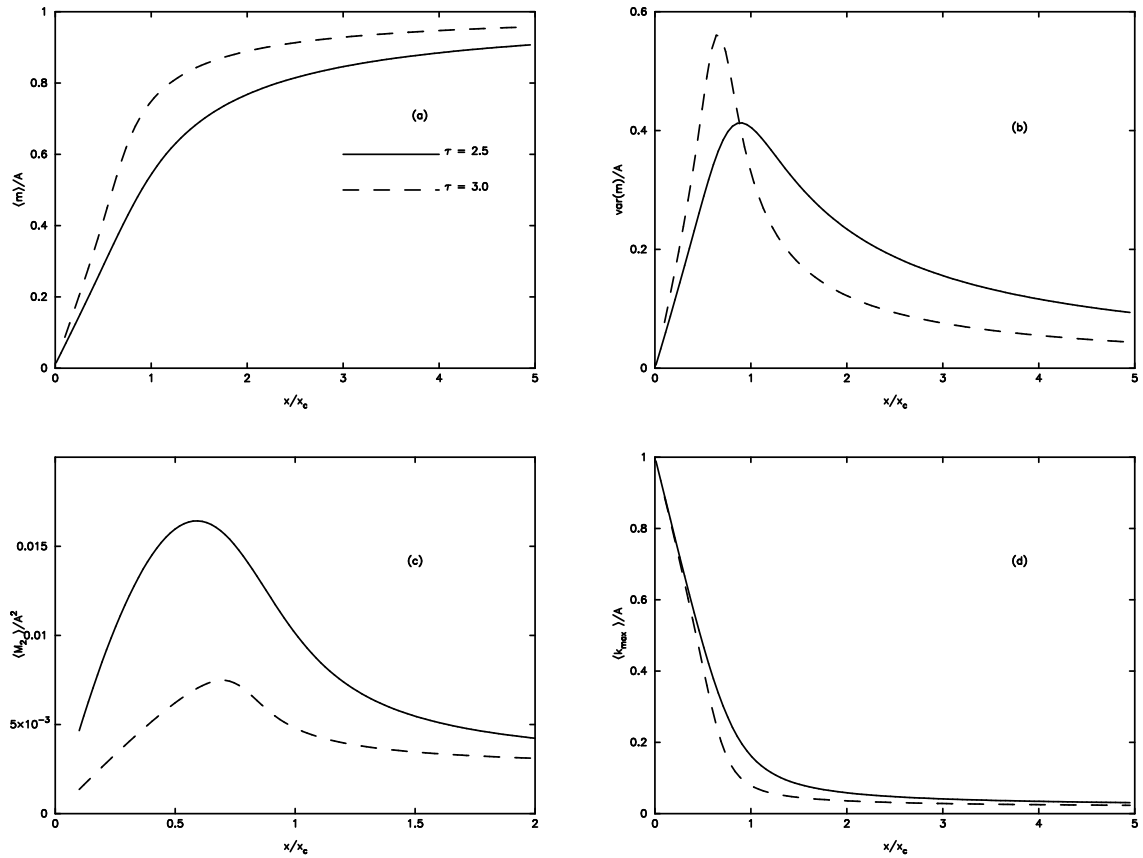 1
0.8
0.6
0.4
0.2
0
⟨m⟩/A
(a)
τ = 2.5
τ = 3.0
0 1 2 3 4 5
x/x_c
0.6
0.4
0.2
0
var(m)/A
(b)
0 1 2 3 4 5
x/x_c
0.015
0.01
5×10⁻³
0
⟨M₂⟩/A²
(c)
0 0.5 1 1.5 2
x/x_c
1
0.8
0.6
0.4
0.2
0
⟨k_max⟩/A
(d)
0 1 2 3 4 5
x/x_c